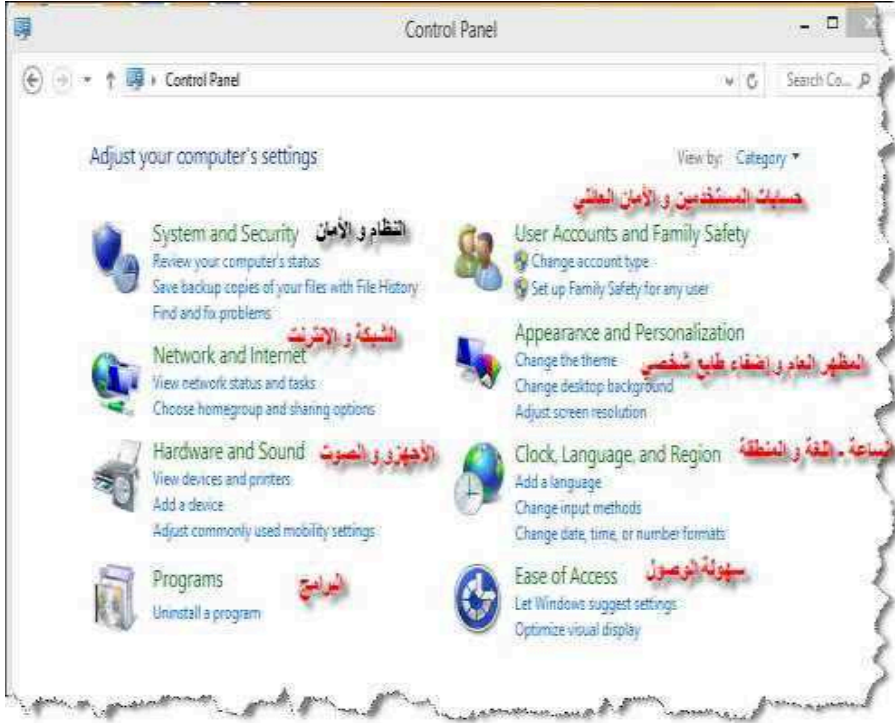 Control Panel
Control Panel
Search Co...
Adjust your computer's settings
View by: Category
System and Security النظام و الأمان
Review your computer's status
Save backup copies of your files with File History
Find and fix problems
Network and Internet الشبكة و الانترنت
View network status and tasks
Choose homegroup and sharing options
Hardware and Sound الأجهزو و الصوت
View devices and printers
Add a device
Adjust commonly used mobility settings
Programs البرامج
Uninstall a program
حسابات المستخدمين و الأمان العائلي
User Accounts and Family Safety
Change account type
Set up Family Safety for any user
Appearance and Personalization
Change the theme المظهر العام و إضفاء طابع شخصي
Change desktop background
Adjust screen resolution
Clock, Language, and Region الساعة - اللغة و المنطقة
Add a language
Change input methods
Change date, time, or number formats
Ease of Access سهولة الوصول
Let Windows suggest settings
Optimize visual display